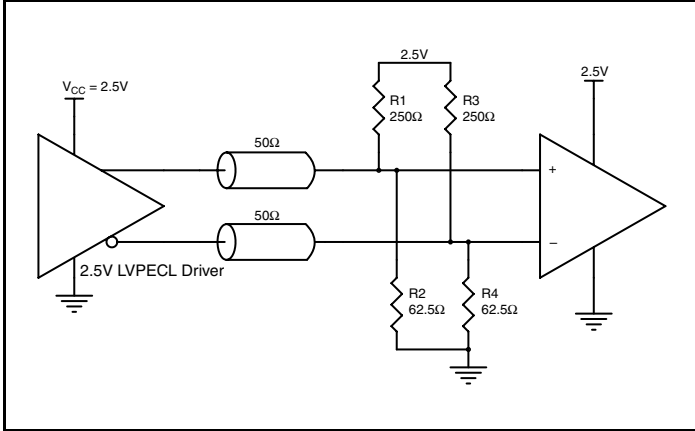 2.5V
V_CC = 2.5V
2.5V
R1
250Ω
R3
250Ω
50Ω
+
50Ω
–
2.5V LVPECL Driver
R2
62.5Ω
R4
62.5Ω